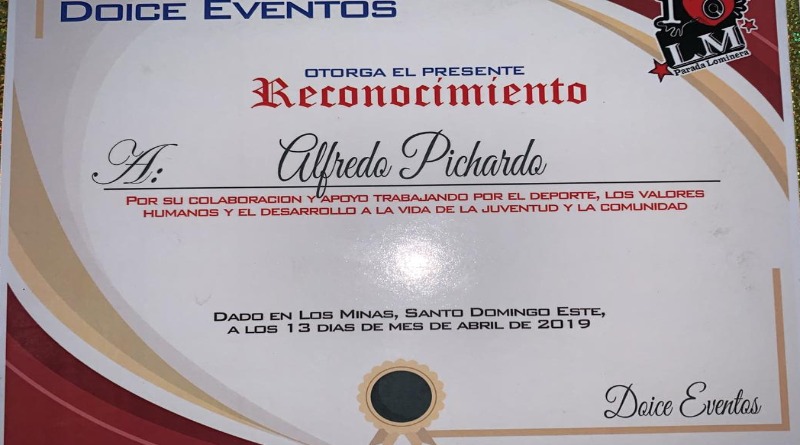 DOICE EVENTOS
LM
Parada Lominera
OTORGA EL PRESENTE
Reconocimiento
A: Alfredo Pichardo
POR SU COLABORACION Y APOYO TRABAJANDO POR EL DEPORTE, LOS VALORES
HUMANOS Y EL DESARROLLO A LA VIDA DE LA JUVENTUD Y LA COMUNIDAD
DADO EN LOS MINAS, SANTO DOMINGO ESTE,
A LOS 13 DIAS DE MES DE ABRIL DE 2019
Doice Eventos